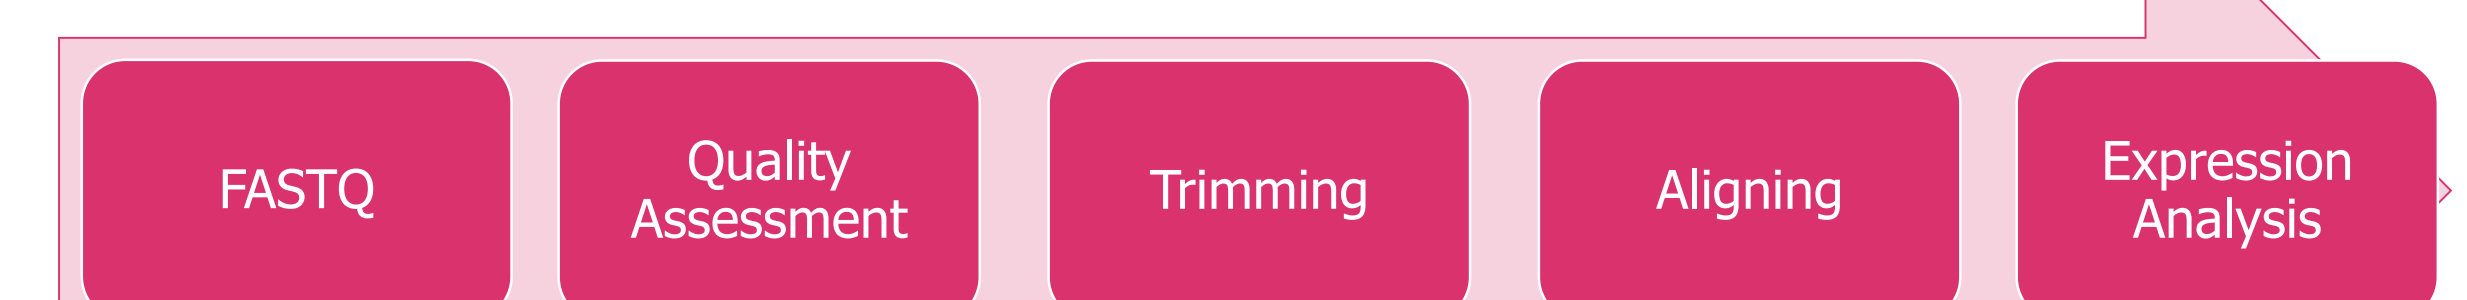 FASTQ
Quality
Assessment
Trimming
Aligning
Expression
Analysis